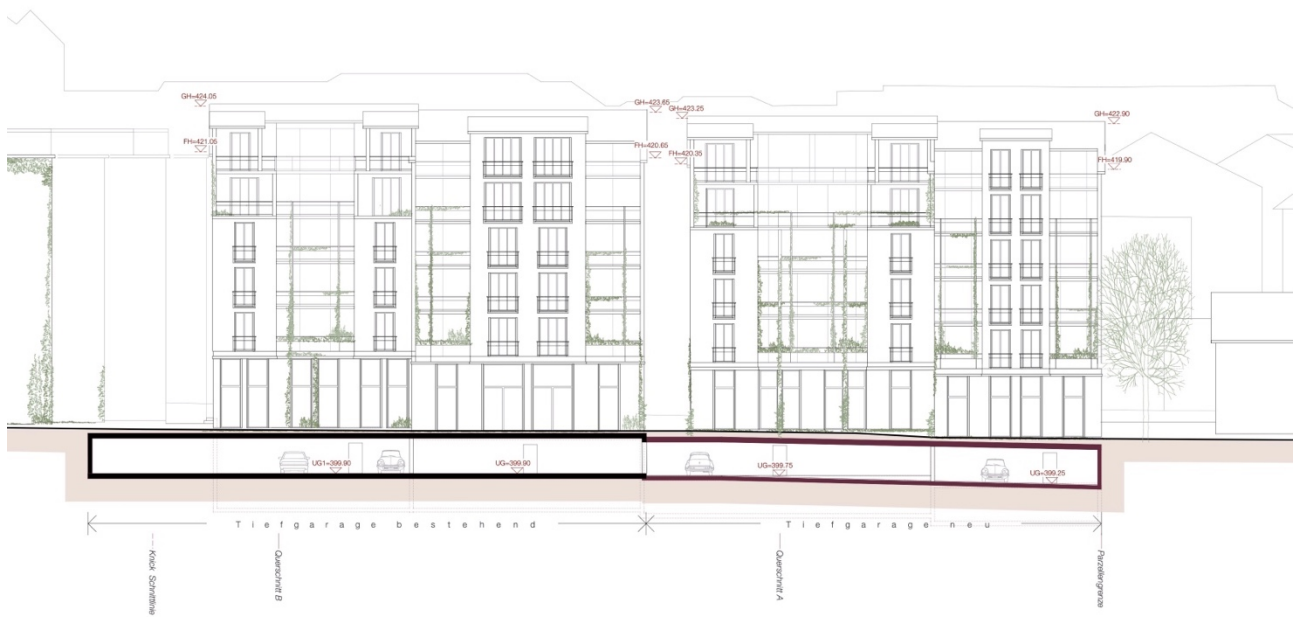 GH=424.05
GH=423.65
GH=423.25
GH=422.90
FH=421.05
FH=420.65
FH=420.35
FH=419.90
UG1=399.90
UG=399.90
UG=399.75
UG=399.25
Tiefgarage bestehend
Tiefgarage neu
Knick Schnittlinie
Querschnitt B
Querschnitt A
Parzellengrenze